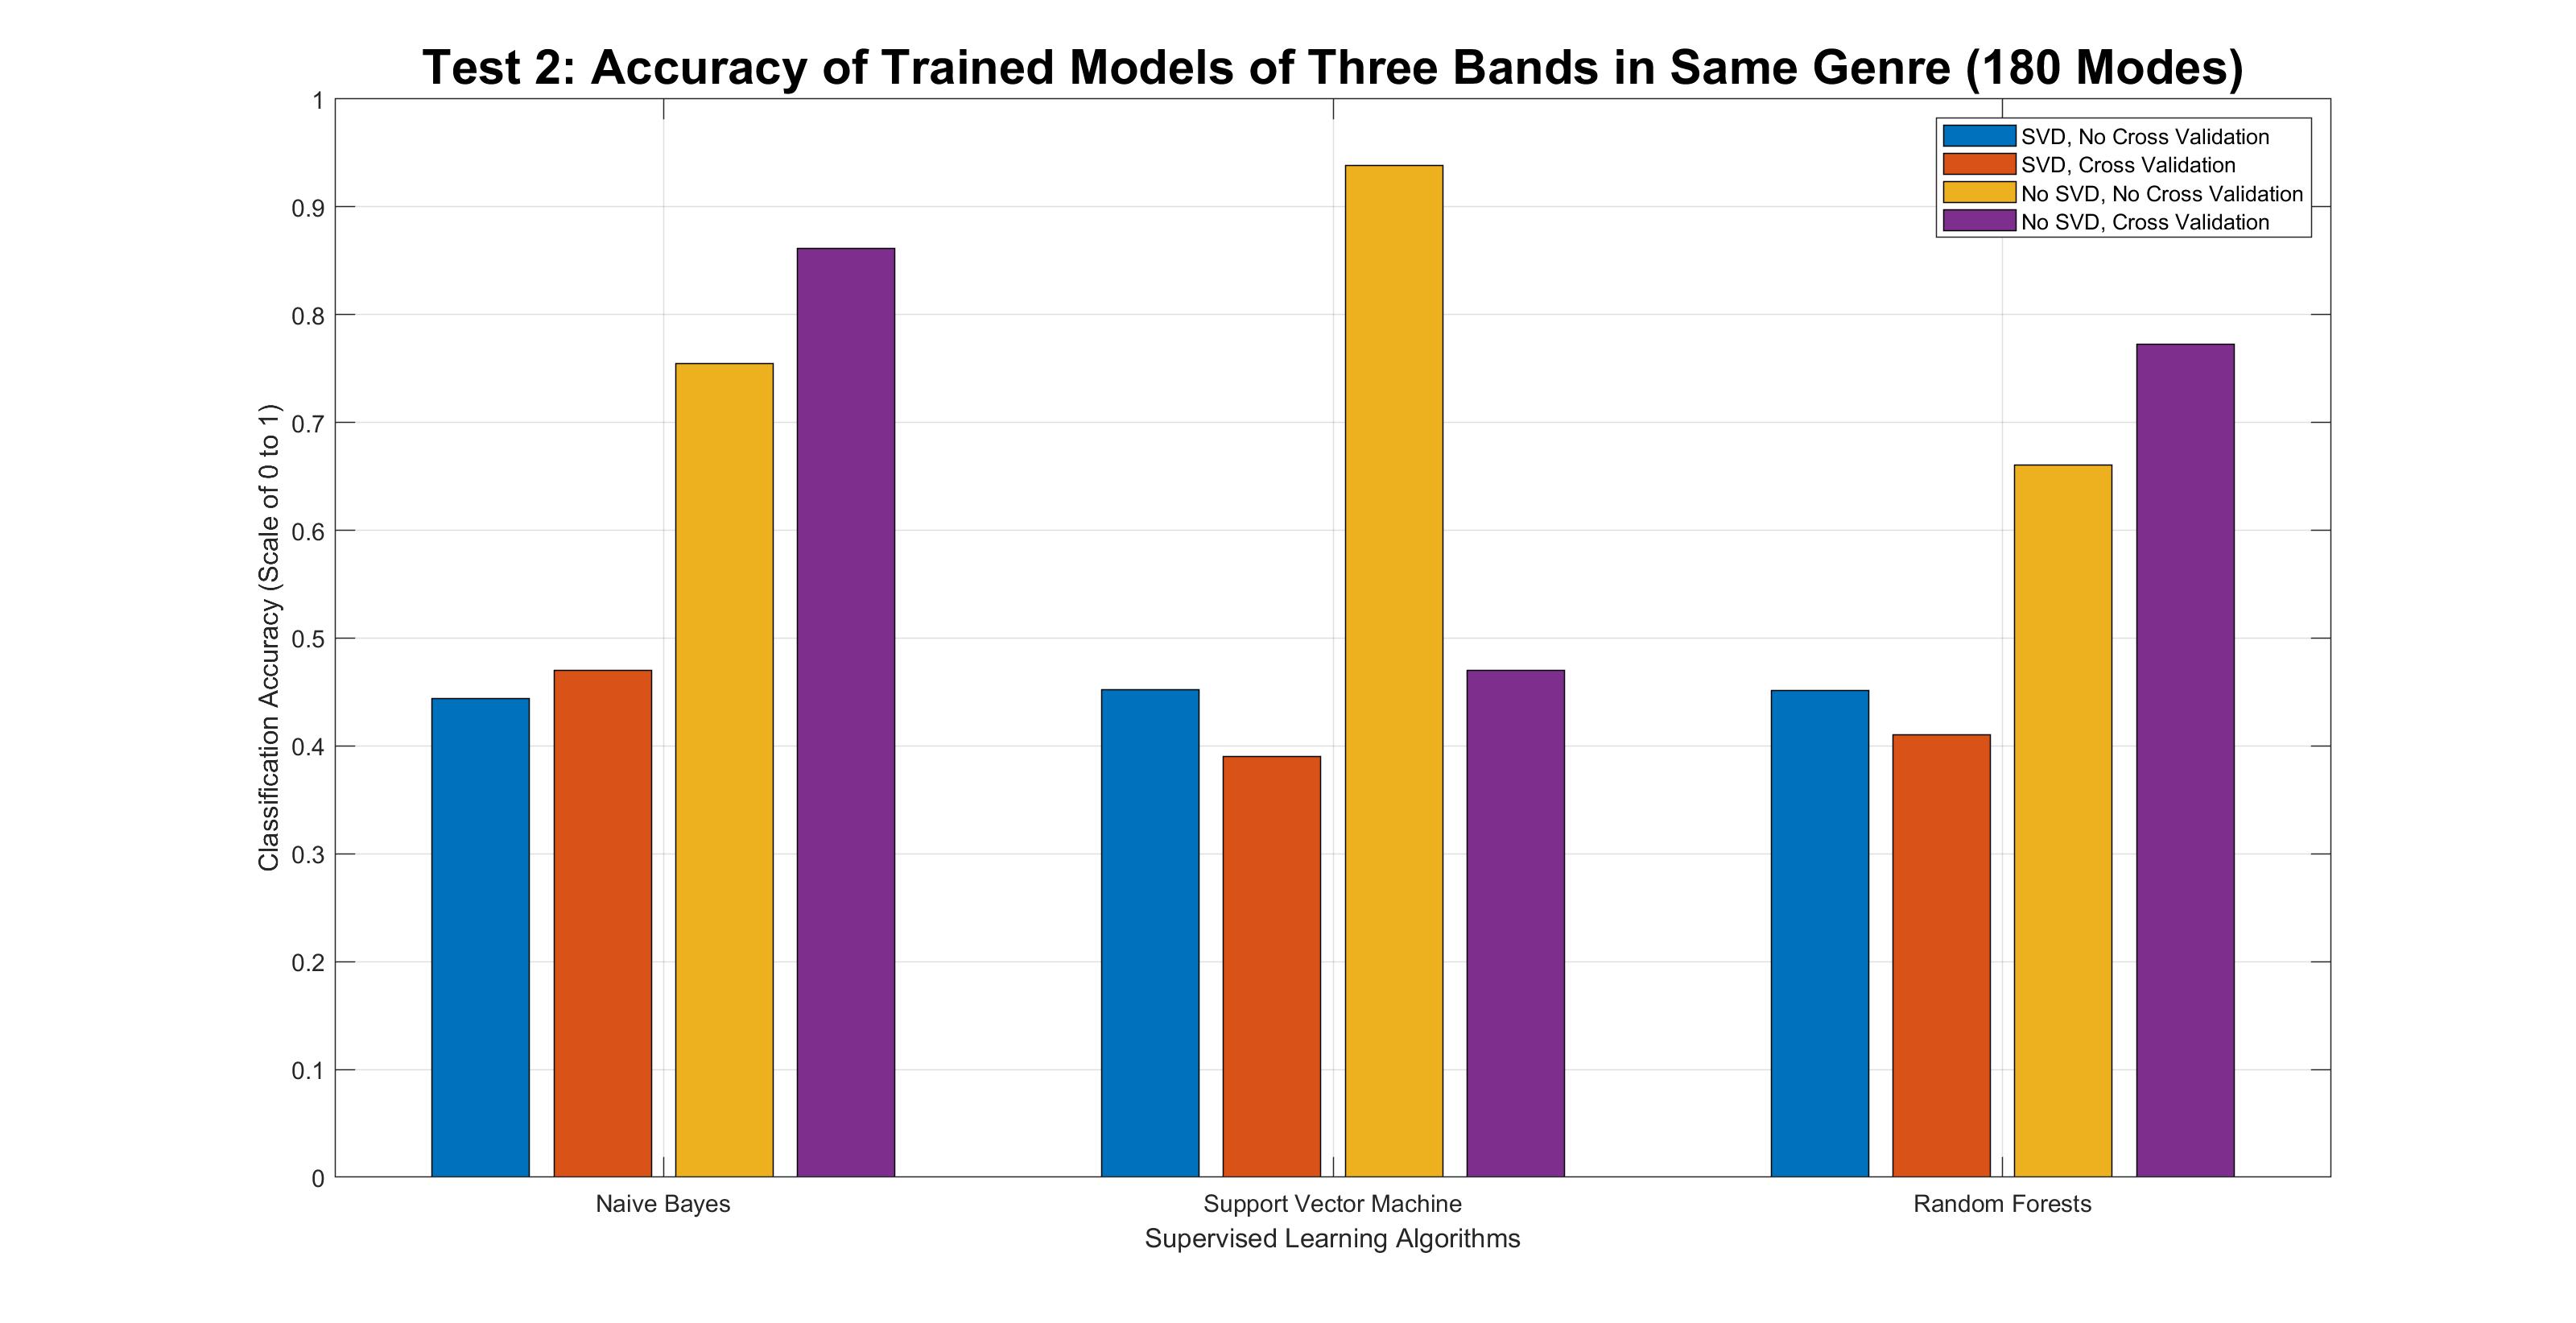 Test 2: Accuracy of Trained Models of Three Bands in Same Genre (180 Modes)
SVD, No Cross Validation
SVD, Cross Validation
No SVD, No Cross Validation
No SVD, Cross Validation
Classification Accuracy (Scale of 0 to 1)
1
0.9
0.8
0.7
0.6
0.5
0.4
0.3
0.2
0.1
0
Naive Bayes
Support Vector Machine
Random Forests
Supervised Learning Algorithms